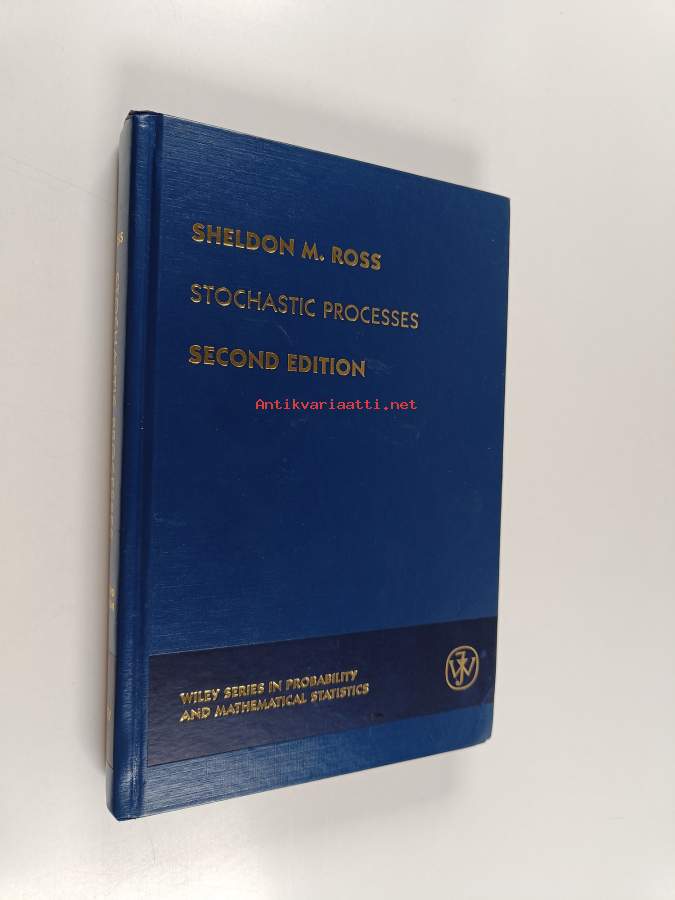 SHELDON M. ROSS
STOCHASTIC PROCESSES
SECOND EDITION
Antikvariaatti.net
WILEY SERIES IN PROBABILITY
AND MATHEMATICAL STATISTICS